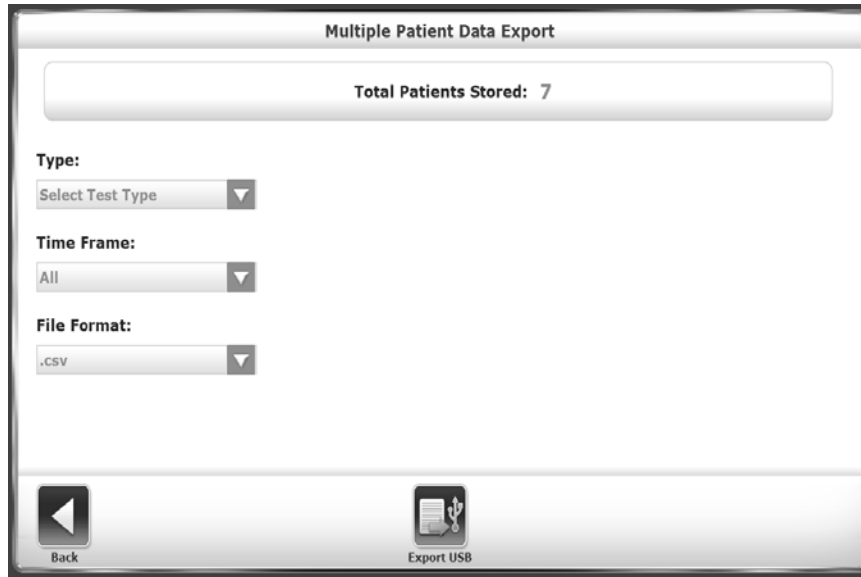 Multiple Patient Data Export
Total Patients Stored: 7
Type:
Select Test Type
Time Frame:
All
File Format:
.csv
Back
Export USB